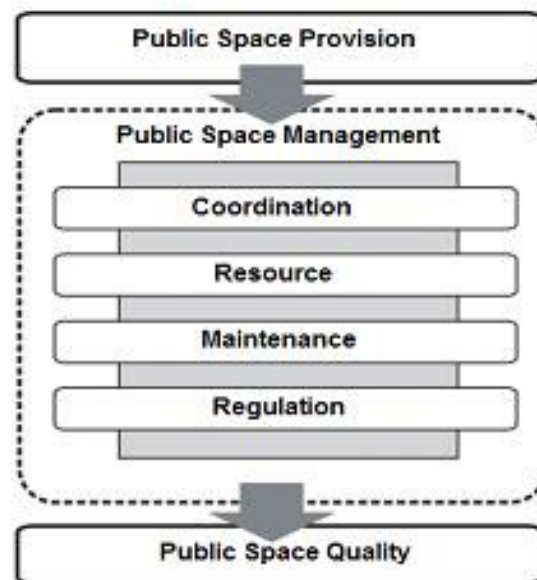 Public Space Provision
Public Space Management
Coordination
Resource
Maintenance
Regulation
Public Space Quality